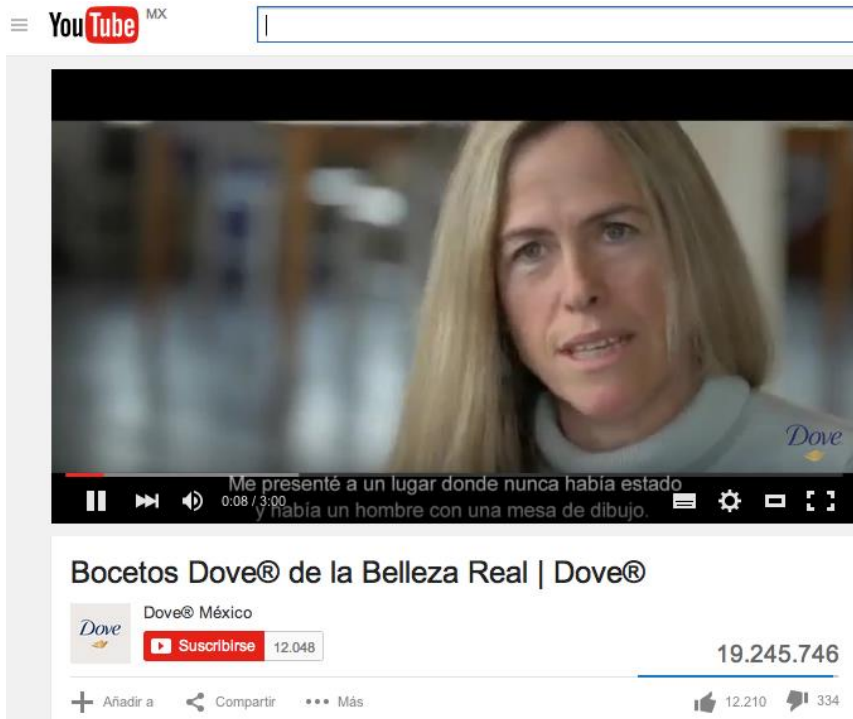 YouTube MX
Dove
Me presenté a un lugar donde nunca había estado
0:08 / 3:00
y había un hombre con una mesa de dibujo.
Bocetos Dove® de la Belleza Real | Dove®
Dove
Dove® México
Suscribirse 12.048
19.245.746
Añadir a Compartir Más 12.210 334